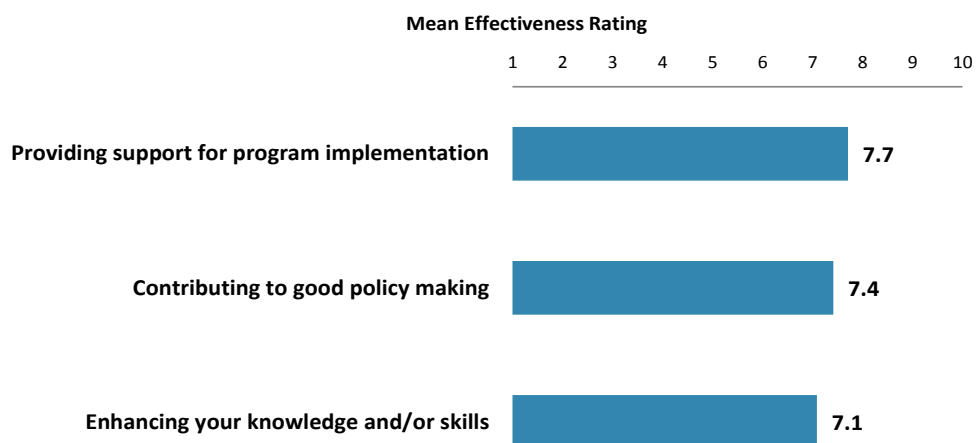 Mean Effectiveness Rating
1 2 3 4 5 6 7 8 9 10
Providing support for program implementation 7.7
Contributing to good policy making 7.4
Enhancing your knowledge and/or skills 7.1